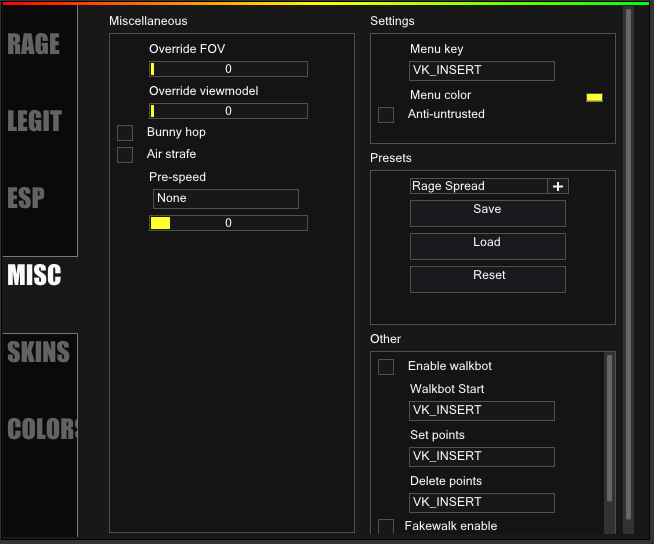 RAGE
LEGIT
ESP
MISC
SKINS
COLORS
Miscellaneous
Override FOV
0
Override viewmodel
0
Bunny hop
Air strafe
Pre-speed
None
0
Settings
Menu key
VK_INSERT
Menu color
Anti-untrusted
Presets
Rage Spread +
Save
Load
Reset
Other
Enable walkbot
Walkbot Start
VK_INSERT
Set points
VK_INSERT
Delete points
VK_INSERT
Fakewalk enable